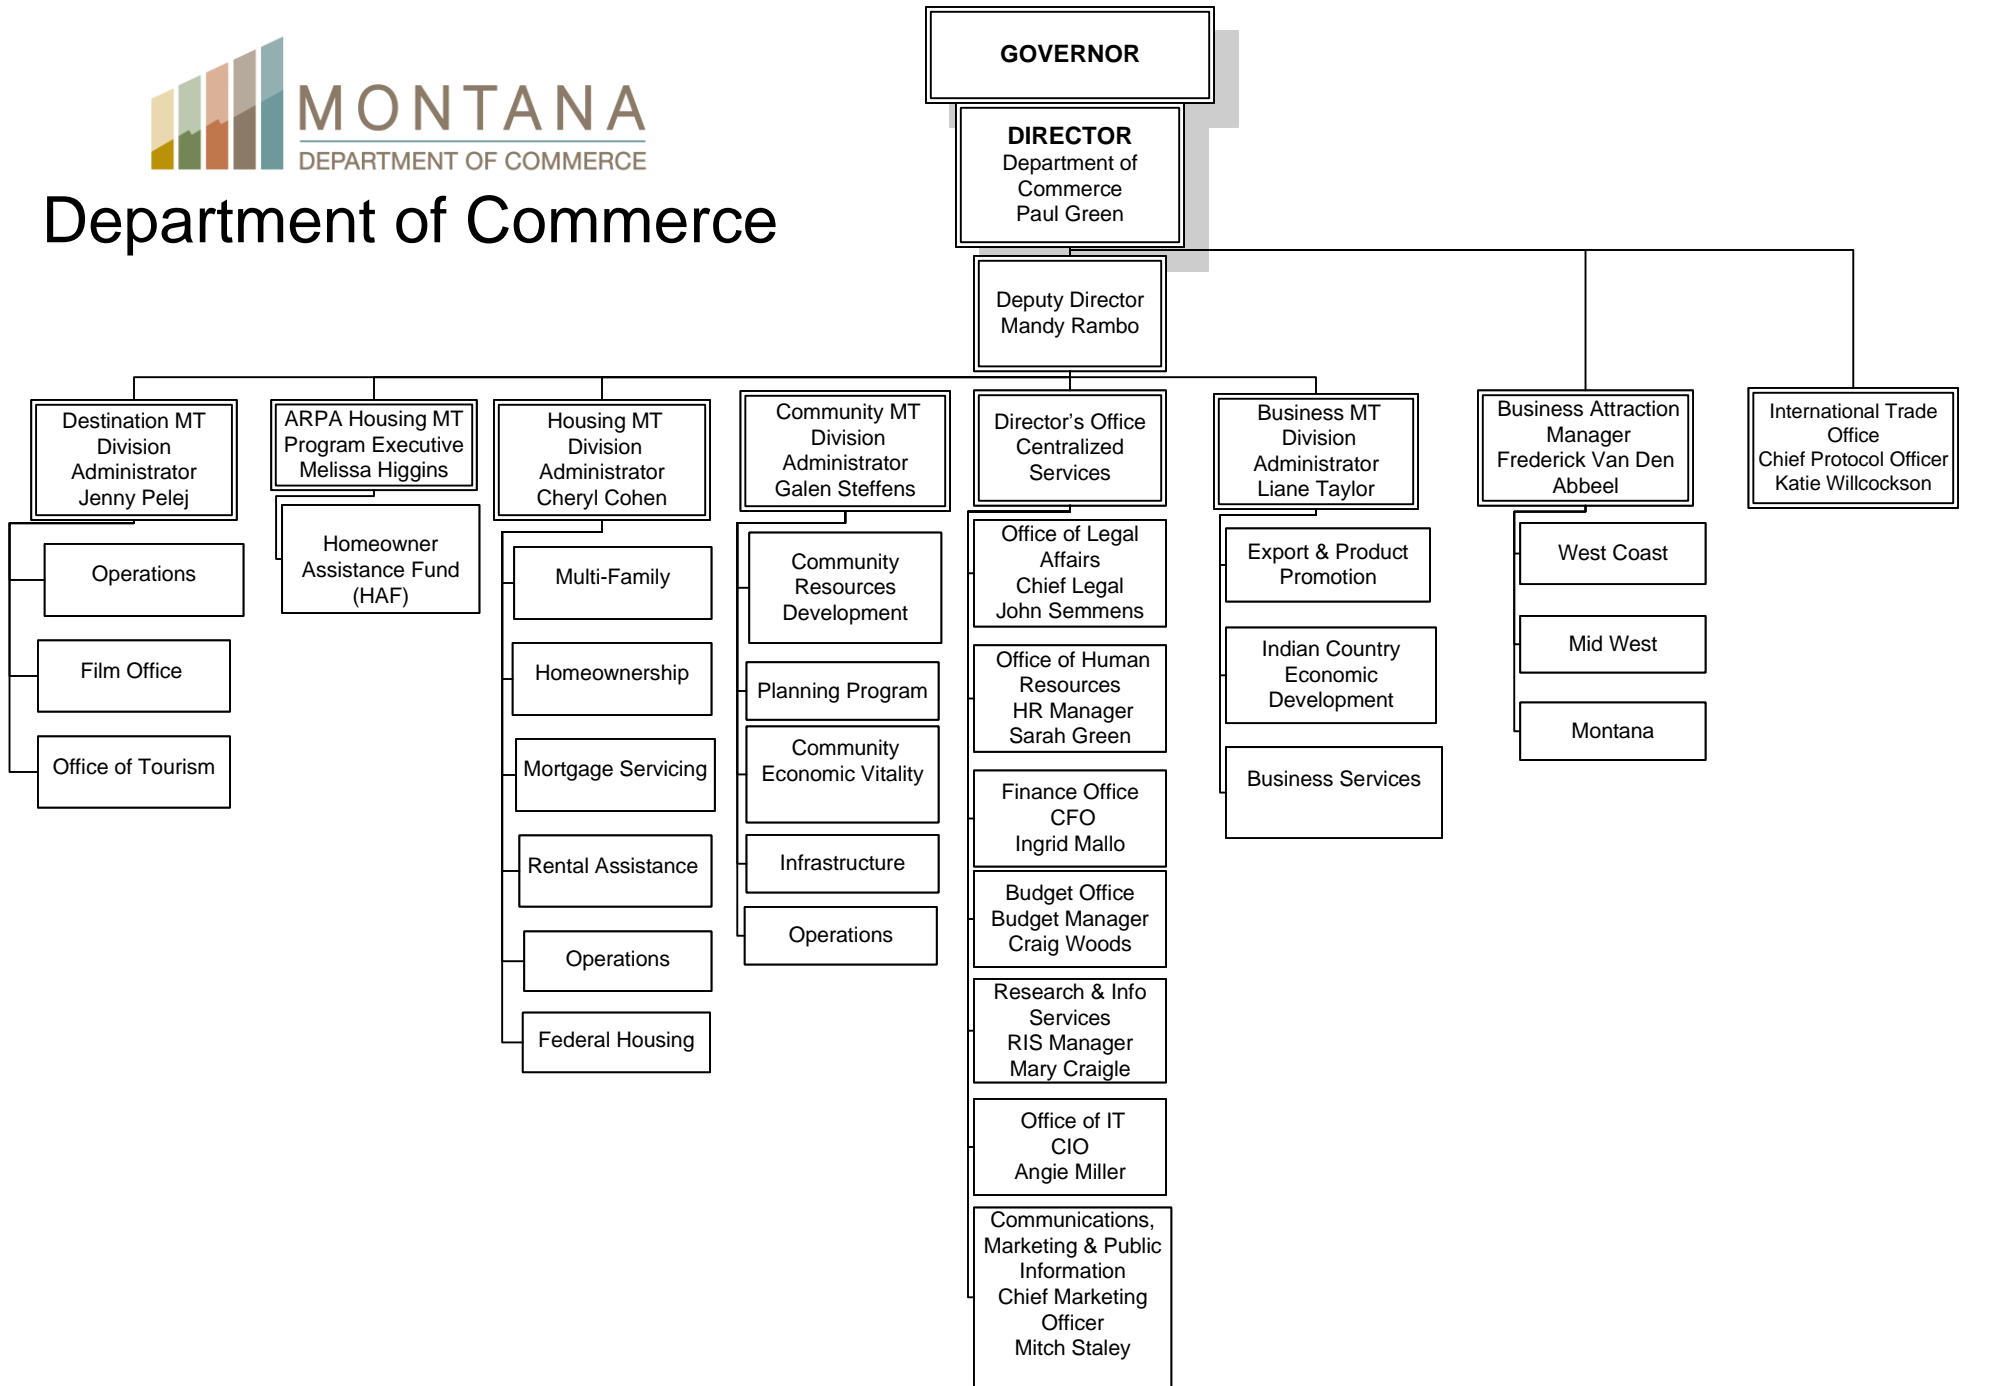 MONTANA
DEPARTMENT OF COMMERCE
Department of Commerce
GOVERNOR
DIRECTOR
Department of
Commerce
Paul Green
Deputy Director
Mandy Rambo
Destination MT
Division
Administrator
Jenny Pelej
Operations
Film Office
Office of Tourism
ARPA Housing MT
Program Executive
Melissa Higgins
Homeowner
Assistance Fund
(HAF)
Housing MT
Division
Administrator
Cheryl Cohen
Multi-Family
Homeownership
Mortgage Servicing
Rental Assistance
Operations
Federal Housing
Community MT
Division
Administrator
Galen Steffens
Community
Resources
Development
Planning Program
Community
Economic Vitality
Infrastructure
Operations
Director's Office
Centralized
Services
Office of Legal
Affairs
Chief Legal
John Semmens
Office of Human
Resources
HR Manager
Sarah Green
Finance Office
CFO
Ingrid Mallo
Budget Office
Budget Manager
Craig Woods
Research & Info
Services
RIS Manager
Mary Craigle
Office of IT
CIO
Angie Miller
Communications,
Marketing & Public
Information
Chief Marketing
Officer
Mitch Staley
Business MT
Division
Administrator
Liane Taylor
Export & Product
Promotion
Indian Country
Economic
Development
Business Services
Business Attraction
Manager
Frederick Van Den
Abbeel
West Coast
Mid West
Montana
International Trade
Office
Chief Protocol Officer
Katie Willcockson